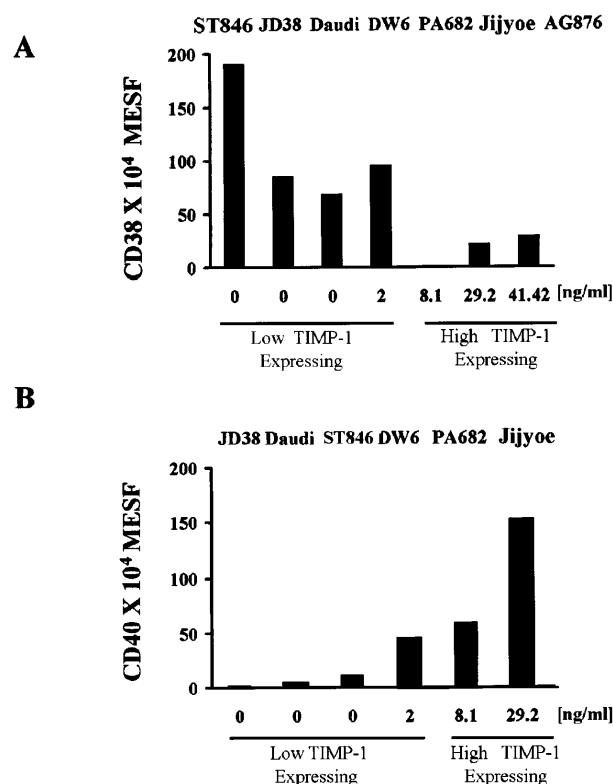 ST846 JD38 Daudi DW6 PA682 Jijyoe AG876
A
CD38 X 10⁴ MESF
200
150
100
50
0
0 0 0 2 8.1 29.2 41.42 [ng/ml]
Low TIMP-1 High TIMP-1
Expressing Expressing
B
JD38 Daudi ST846 DW6 PA682 Jijyoe
CD40 X 10⁴ MESF
200
150
100
50
0
0 0 0 2 8.1 29.2 [ng/ml]
Low TIMP-1 High TIMP-1
Expressing Expressing